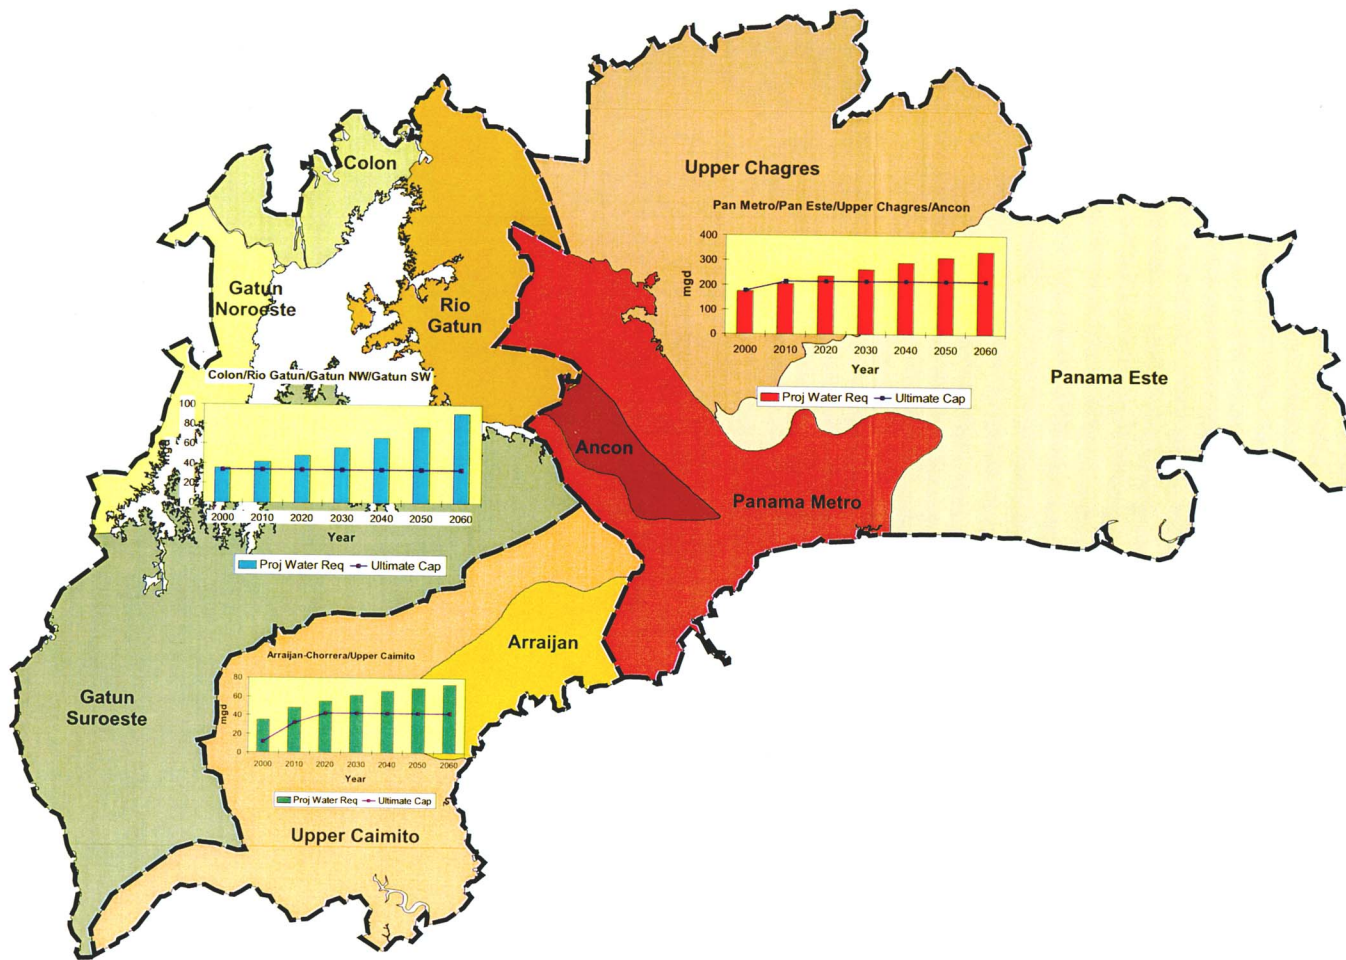 Colon
Upper Chagres
Pan Metro/Pan Este/Upper Chagres/Ancon
400
300
200
100
0
mgd
2000 2010 2020 2030 2040 2050 2060
Year
Proj Water Req Ultimate Cap
Gatun
Noroeste
Rio
Gatun
Panama Este
Colon/Rio Gatun/Gatun NW/Gatun SW
100
80
60
40
20
0
mgd
2000 2010 2020 2030 2040 2050 2060
Year
Proj Water Req Ultimate Cap
Ancon
Panama Metro
Arraijan
Arraijan-Chorrera/Upper Caimito
80
60
40
20
0
mgd
2000 2010 2020 2030 2040 2050 2060
Year
Proj Water Req Ultimate Cap
Gatun
Suroeste
Upper Caimito